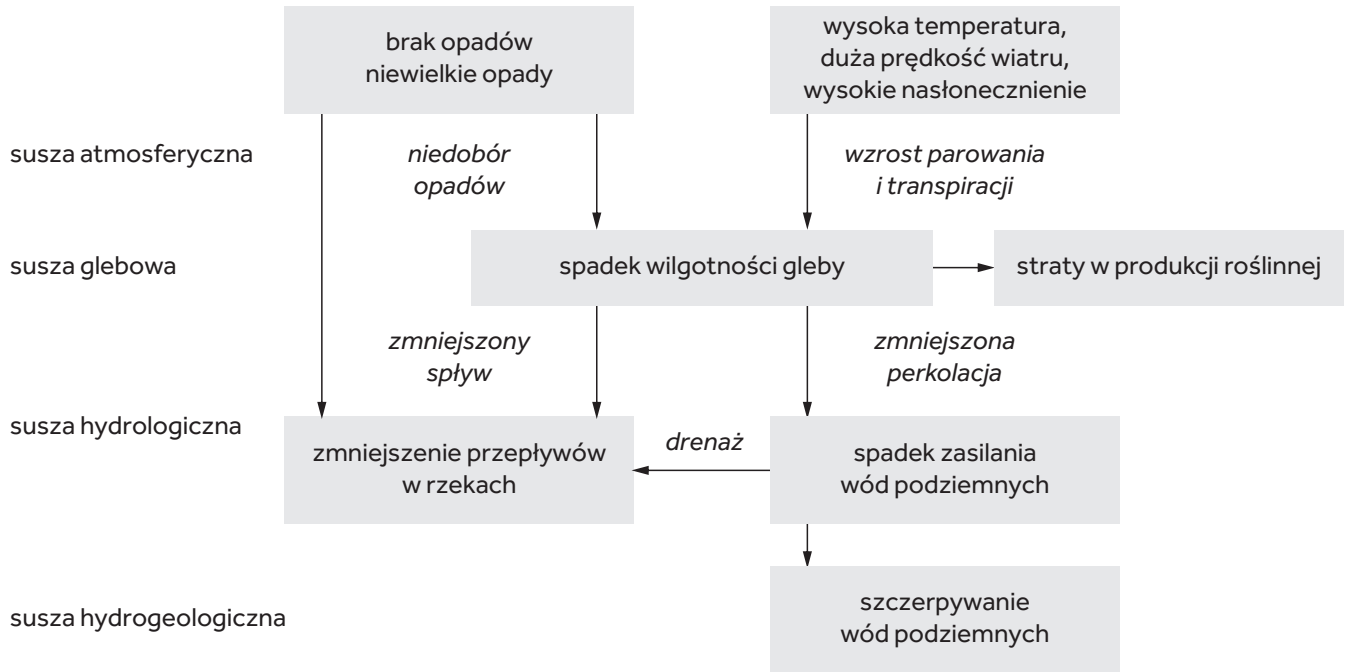 brak opadów
niewielkie opady
wysoka temperatura,
duża prędkość wiatru,
wysokie nasłonecznienie
susza atmosferyczna
niedobór
opadów
wzrost parowania
i transpiracji
susza glebowa
spadek wilgotności gleby
straty w produkcji roślinnej
zmniejszony
spływ
zmniejszona
perkolacja
susza hydrologiczna
zmniejszenie przepływów
w rzekach
drenaż
spadek zasilania
wód podziemnych
susza hydrogeologiczna
szczerpywanie
wód podziemnych